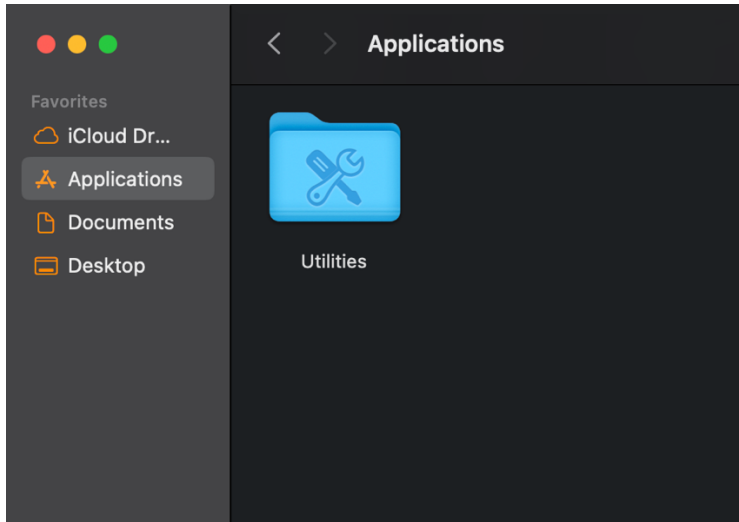 Applications
Favorites
iCloud Dr...
Applications
Documents
Desktop
Utilities